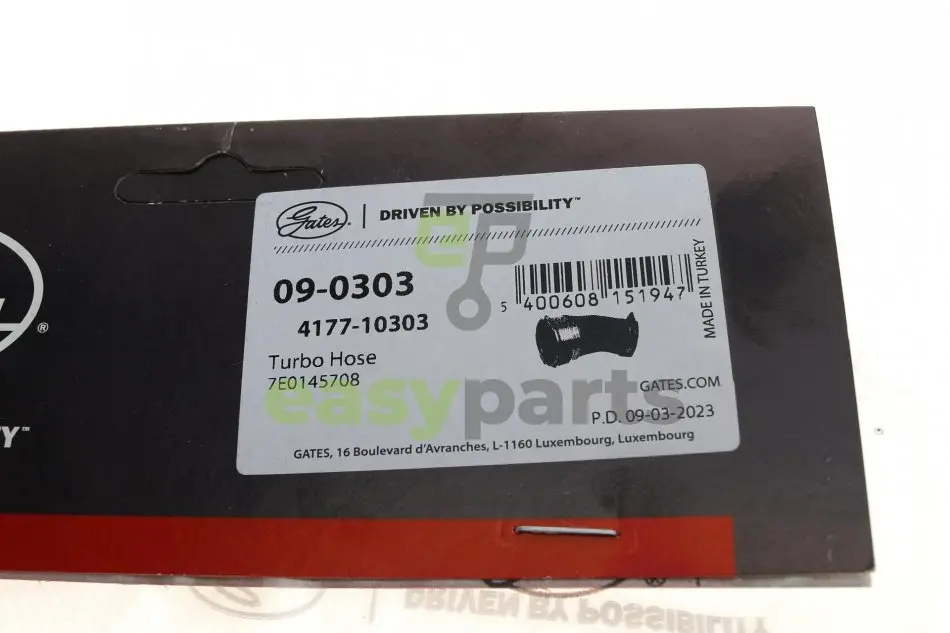 Gates® | DRIVEN BY POSSIBILITY™
09-0303
4177-10303
Turbo Hose
7E0145708
5 400608 151947
MADE IN TURKEY
GATES.COM
P.D. 09-03-2023
GATES, 16 Boulevard d'Avranches, L-1160 Luxembourg, Luxembourg
easyparts
®
TY™
DRIVEN BY POSSIBILITY